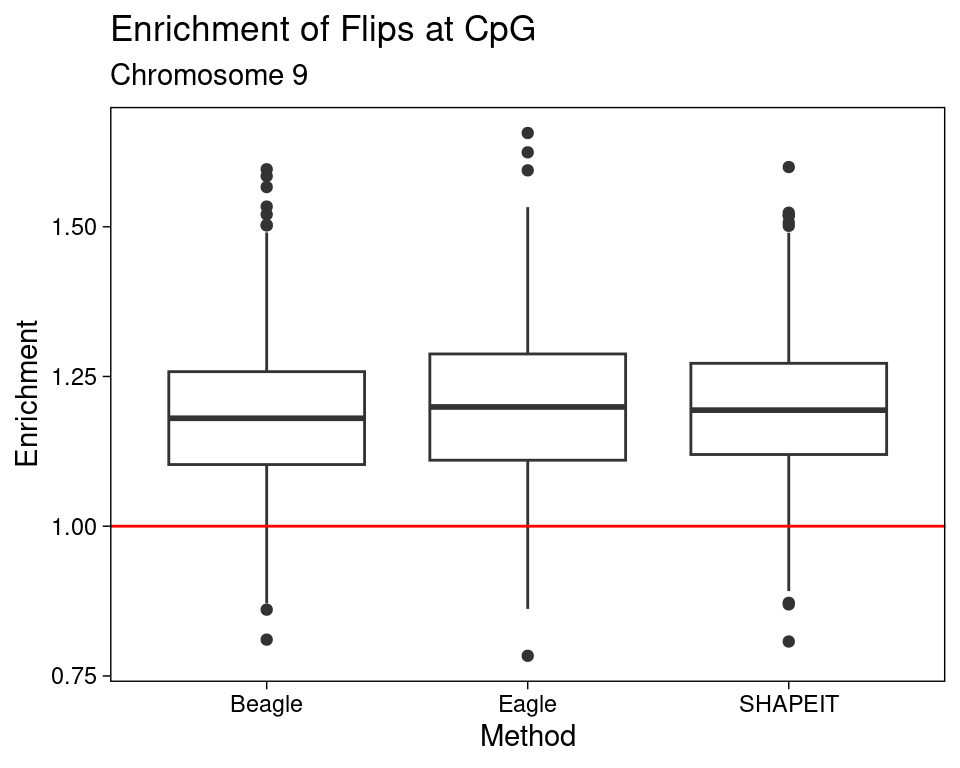 Enrichment of Flips at CpG
Chromosome 9
Enrichment
1.50
1.25
1.00
0.75
Beagle
Eagle
SHAPEIT
Method